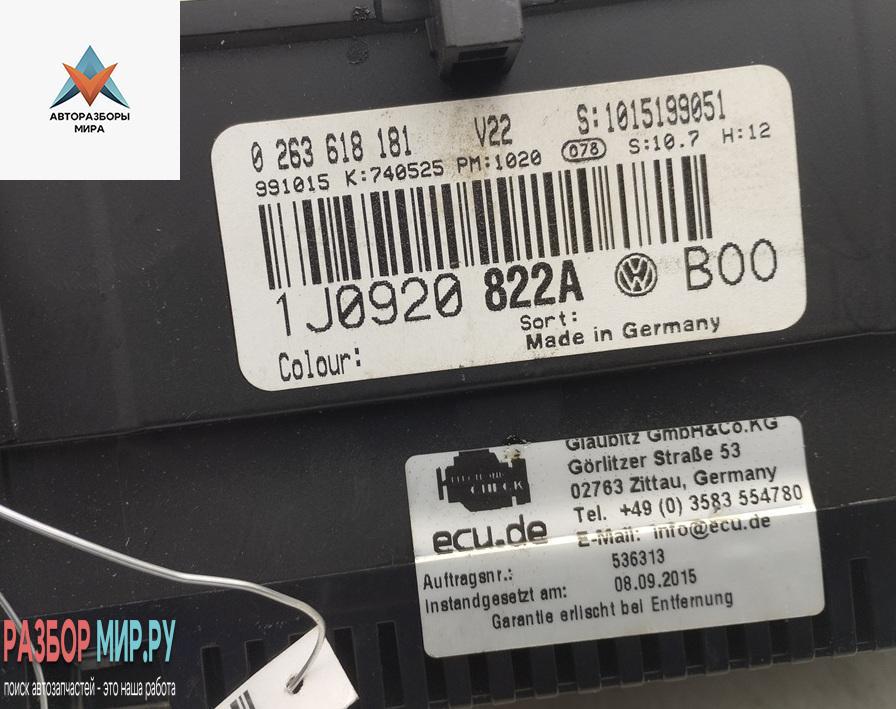 АВТОРАЗБОРЫ
МИРА
0 263 618 181 V22 S:1015199051
991015 K:740525 PM:1020 078 S:10.7 H:12
1J0920 822A VW B00
Sort:
Colour: Made in Germany
Glaubitz GmbH&Co.KG
Görlitzer Straße 53
02763 Zittau, Germany
Tel. +49 (0) 3583 554780
E-Mail: info@ecu.de
CHECK
ecu.de
Auftragsnr.: 536313
Instandgesetzt am: 08.09.2015
Garantie erlischt bei Entfernung
РАЗБОРМИР.РУ
поиск автозапчастей - это наша работа